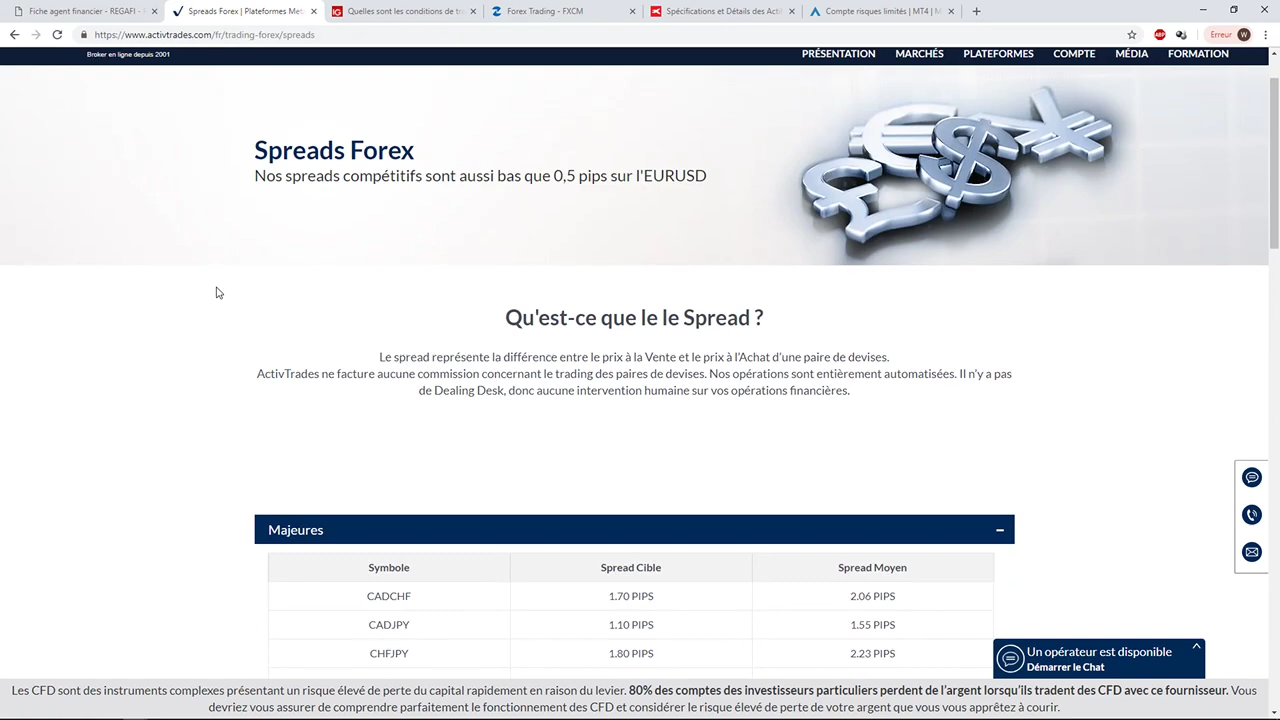 Fiche agent financier - REGAFI -
Spreads Forex | Plateformes Met
IG Quelles sont les conditions de tra
Forex Trading - FXCM
Spécifications et Détails des Acti
Compte risques limités | MT4 | M
https://www.activtrades.com/fr/trading-forex/spreads
ABP
Erreur W
Broker en ligne depuis 2001
PRÉSENTATION MARCHÉS PLATEFORMES COMPTE MÉDIA FORMATION
Spreads Forex
Nos spreads compétitifs sont aussi bas que 0,5 pips sur l'EURUSD
Qu'est-ce que le le Spread ?
Le spread représente la différence entre le prix à la Vente et le prix à l'Achat d'une paire de devises.
ActivTrades ne facture aucune commission concernant le trading des paires de devises. Nos opérations sont entièrement automatisées. Il n'y a pas
de Dealing Desk, donc aucune intervention humaine sur vos opérations financières.
Majeures
Symbole Spread Cible Spread Moyen
CADCHF 1.70 PIPS 2.06 PIPS
CADJPY 1.10 PIPS 1.55 PIPS
CHFJPY 1.80 PIPS 2.23 PIPS
Un opérateur est disponible
Démarrer le Chat
Les CFD sont des instruments complexes présentant un risque élevé de perte du capital rapidement en raison du levier. 80% des comptes des investisseurs particuliers perdent de l'argent lorsqu'ils tradent des CFD avec ce fournisseur. Vous
devriez vous assurer de comprendre parfaitement le fonctionnement des CFD et considérer le risque élevé de perte de votre argent que vous vous apprêtez à courir.